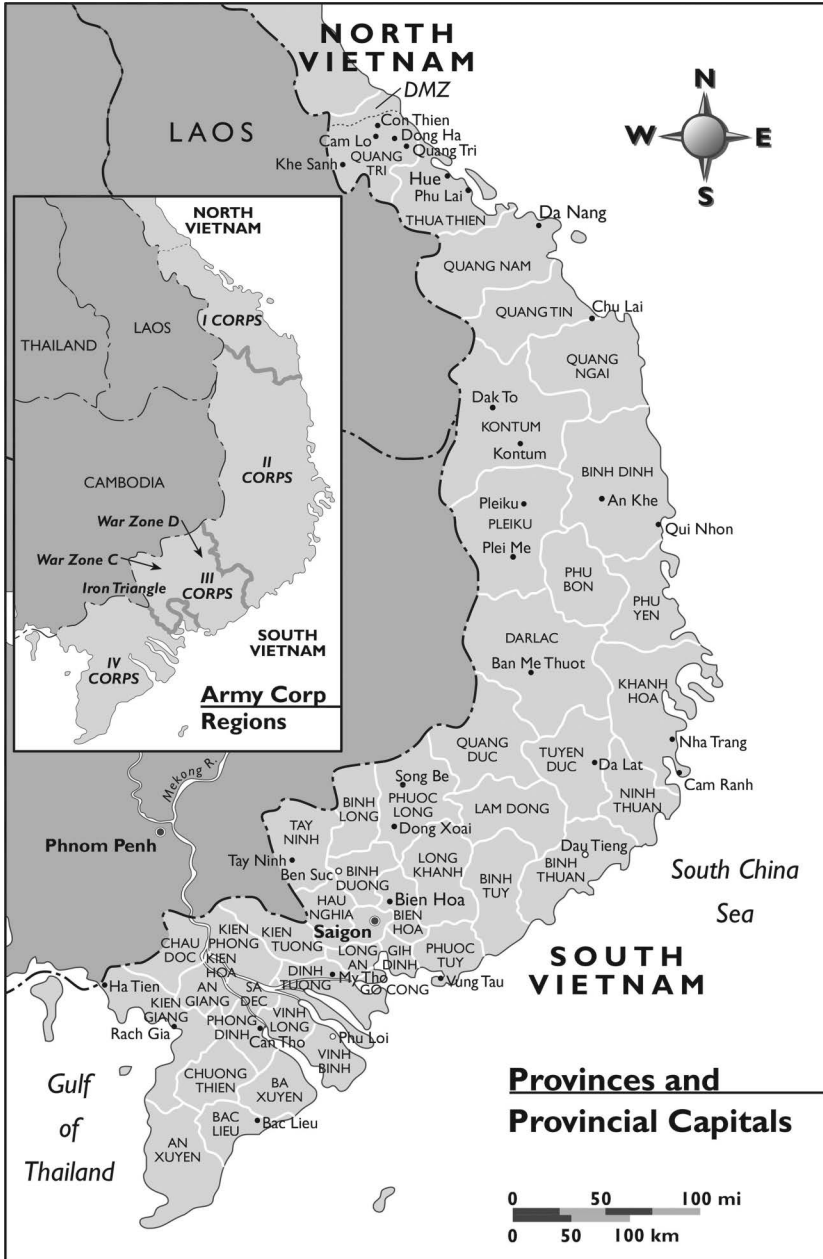 NORTH
VIETNAM
DMZ
LAOS
Con Thien
Cam Lo
Dong Ha
Quang Tri
QUANG
TRI
Khe Sanh
Hue
Phu Lai
THUA THIEN
Da Nang
N
W
E
S
QUANG NAM
QUANG TIN
Chu Lai
QUANG
NGAI
Dak To
KONTUM
Kontum
BINH DINH
An Khe
Pleiku
PLEIKU
Qui Nhon
Plei Me
PHU
BON
PHU
YEN
DARLAC
Ban Me Thuot
KHANH
HOA
QUANG
DUC
TUYEN
DUC
Nha Trang
Da Lat
Cam Ranh
NINH
THUAN
Song Be
PHUOC
LONG
BINH
LONG
LAM DONG
Dong Xoai
TAY
NINH
Tay Ninh
Dau Tieng
BINH
THUAN
LONG
KHANH
BINH
TUY
Ben Suc
BINH
DUONG
HAU
NGHIA
Bien Hoa
BIEN
HOA
Saigon
South China
Sea
SOUTH
VIETNAM
Mekong R.
Phnom Penh
KIEN
PHONG
KIEN
TUONG
CHAU
DOC
KIEN
HOA
LONG
AN
GIH
DINH
PHUOC
TUY
Vung Tau
DINH
TUONG
My Tho
GO CONG
Ha Tien
AN
GIANG
SA
DEC
KIEN
GIANG
Rach Gia
PHONG
DINH
VINH
LONG
Can Tho
Phu Loi
VINH
BINH
CHUONG
THIEN
BA
XUYEN
BAC
LIEU
Bac Lieu
AN
XUYEN
Gulf
of
Thailand
NORTH
VIETNAM
I CORPS
LAOS
THAILAND
II
CORPS
CAMBODIA
War Zone D
War Zone C
Iron Triangle
III
CORPS
SOUTH
VIETNAM
IV
CORPS
Army Corp
Regions
Provinces and
Provincial Capitals
0 50 100 mi
0 50 100 km